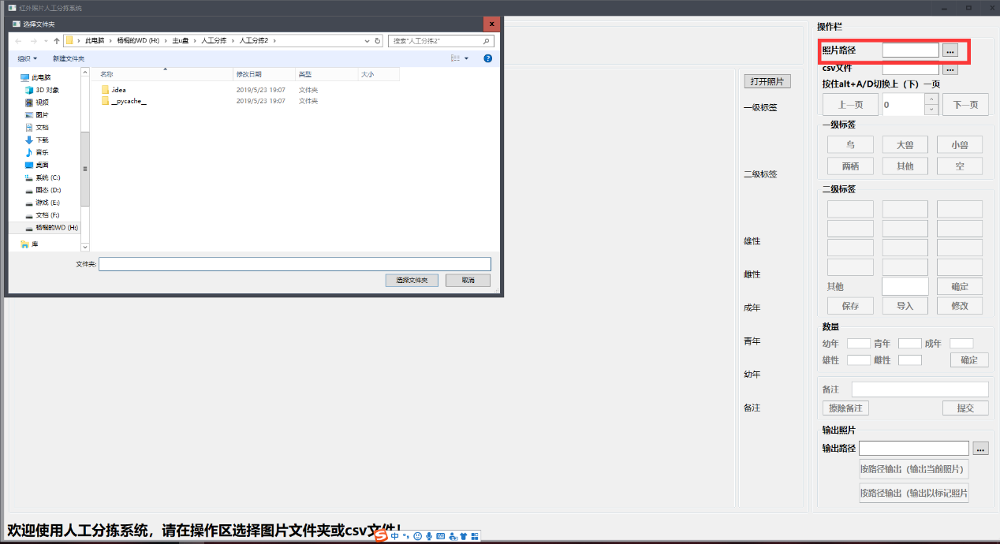 红外照片人工分拣系统
选择文件夹
此电脑 › 杨棍的WD (H:) › 主u盘 › 人工分拣 › 人工分拣2 ›
搜索"人工分拣2"
组织 新建文件夹
名称 修改日期 类型 大小
.idea 2019/5/23 19:07 文件夹
__pycache__ 2019/5/23 19:07 文件夹
此电脑
3D 对象
视频
图片
文档
下载
音乐
桌面
系统 (C:)
固态 (D:)
游戏 (E:)
文档 (F:)
杨棍的WD (H:)
库
文件夹:
选择文件夹 取消
打开照片
一级标签
二级标签
雄性
雌性
成年
青年
幼年
备注
操作栏
照片路径 ...
csv文件 ...
按住alt+A/D切换上（下）一页
上一页 0 下一页
一级标签
鸟 大兽 小兽
两栖 其他 空
二级标签
其他 确定
保存 导入 修改
数量
幼年 青年 成年
雄性 雌性 确定
备注
擦除备注 提交
输出照片
输出路径 ...
按路径输出（输出当前照片）
按路径输出（输出以标记照片
欢迎使用人工分拣系统，请在操作区选择图片文件夹或csv文件!
中